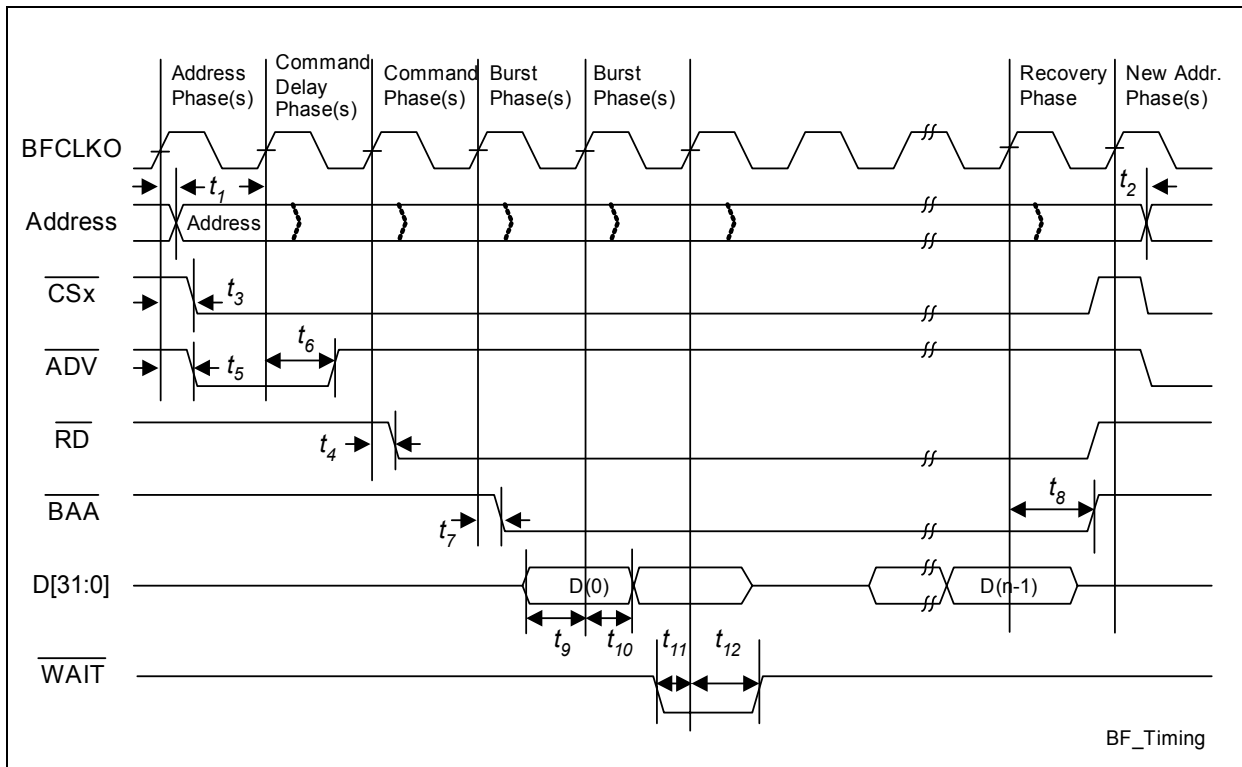 Address
Phase(s)
Command
Delay
Phase(s)
Command
Phase(s)
Burst
Phase(s)
Burst
Phase(s)
Recovery
Phase
New Addr.
Phase(s)
BFCLKO
t1
t2
Address
Address
CSx
t3
t6
ADV
t5
RD
t4
BAA
t7
t8
D[31:0]
D(0)
D(n-1)
t9
t10
t11
t12
WAIT
BF_Timing